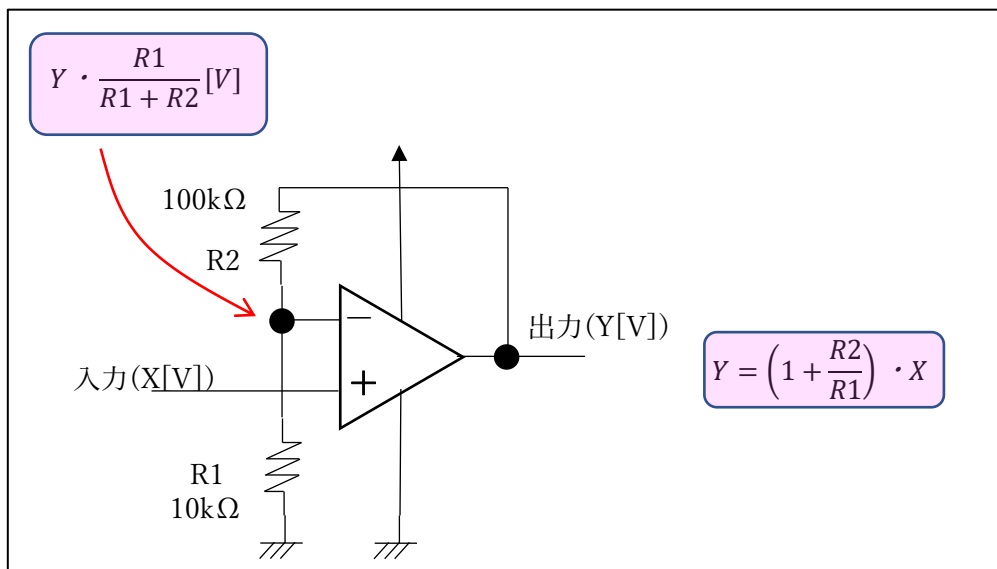 Y・R1/(R1 + R2)[V]
100kΩ
R2
−
出力(Y[V])
Y = (1 + R2/R1)・X
入力(X[V])
+
R1
10kΩ